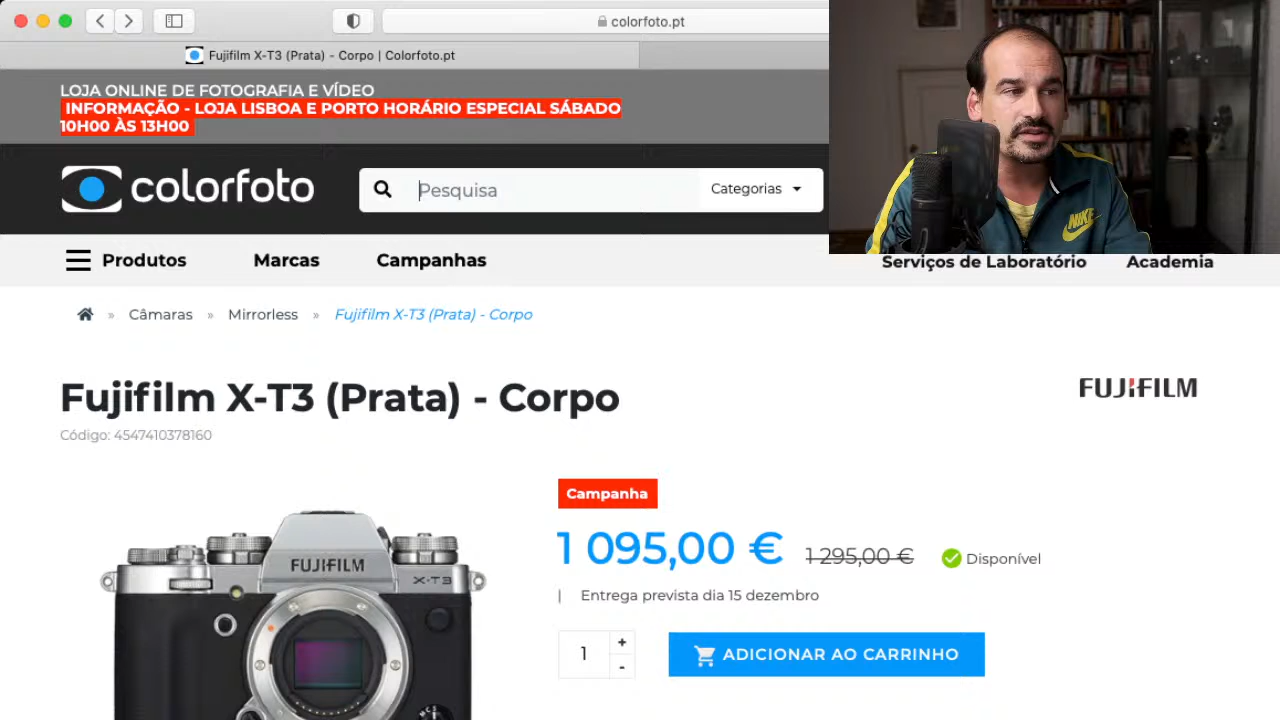 colorfoto.pt
Fujifilm X-T3 (Prata) - Corpo | Colorfoto.pt
LOJA ONLINE DE FOTOGRAFIA E VÍDEO
INFORMAÇÃO - LOJA LISBOA E PORTO HORÁRIO ESPECIAL SÁBADO
10H00 ÀS 13H00
colorfoto
Pesquisa
Categorias
NIKE
Produtos
Marcas
Campanhas
Serviços de Laboratório
Academia
» Câmaras » Mirrorless » Fujifilm X-T3 (Prata) - Corpo
Fujifilm X-T3 (Prata) - Corpo
FUJIFILM
Código: 4547410378160
Campanha
1 095,00 € 1 295,00 € Disponível
| Entrega prevista dia 15 dezembro
1 + -
ADICIONAR AO CARRINHO
FUJIFILM
X-T3